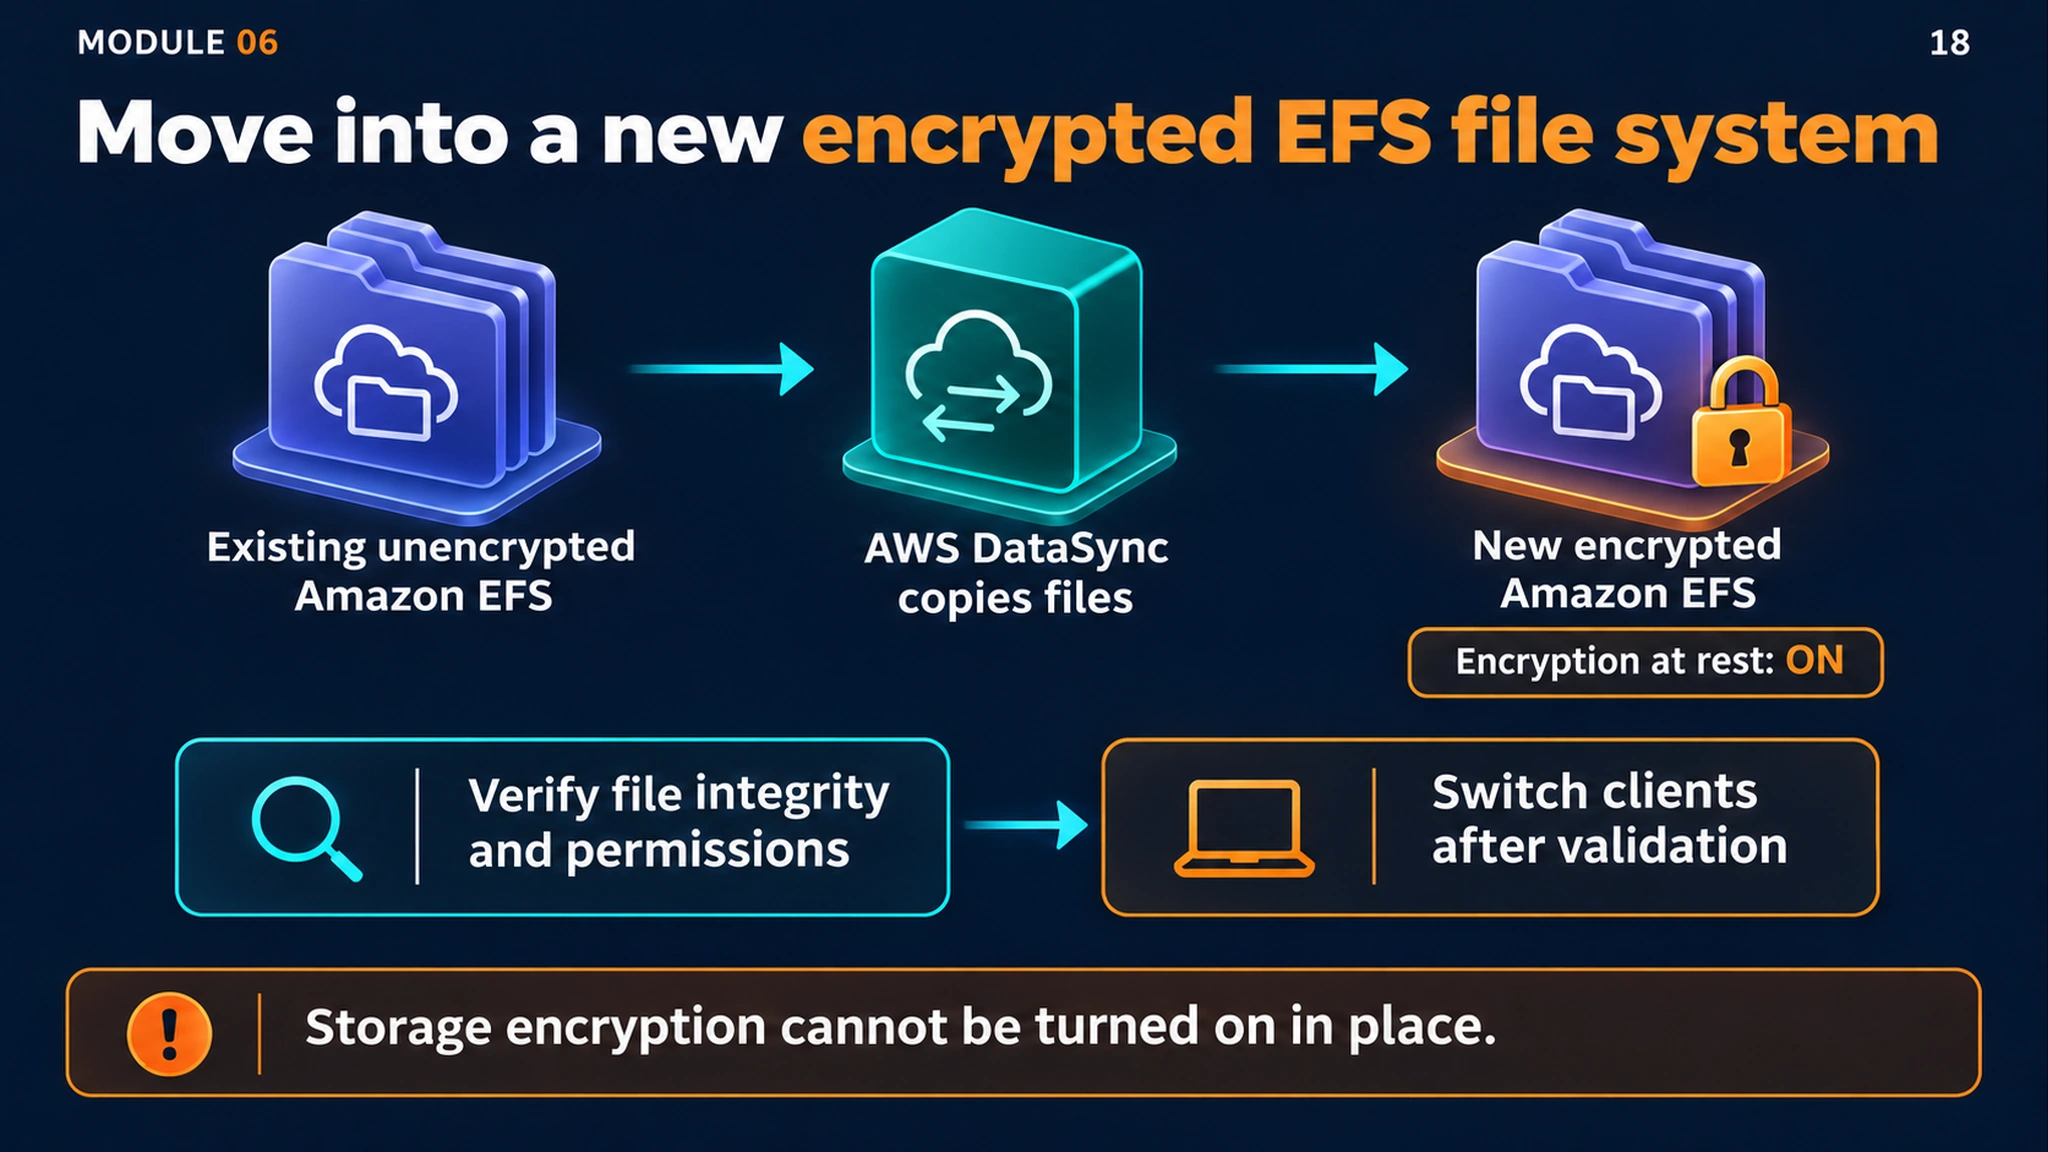 MODULE 06
18
Move into a new encrypted EFS file system
Existing unencrypted
Amazon EFS
AWS DataSync
copies files
New encrypted
Amazon EFS
Encryption at rest: ON
Verify file integrity
and permissions
Switch clients
after validation
Storage encryption cannot be turned on in place.